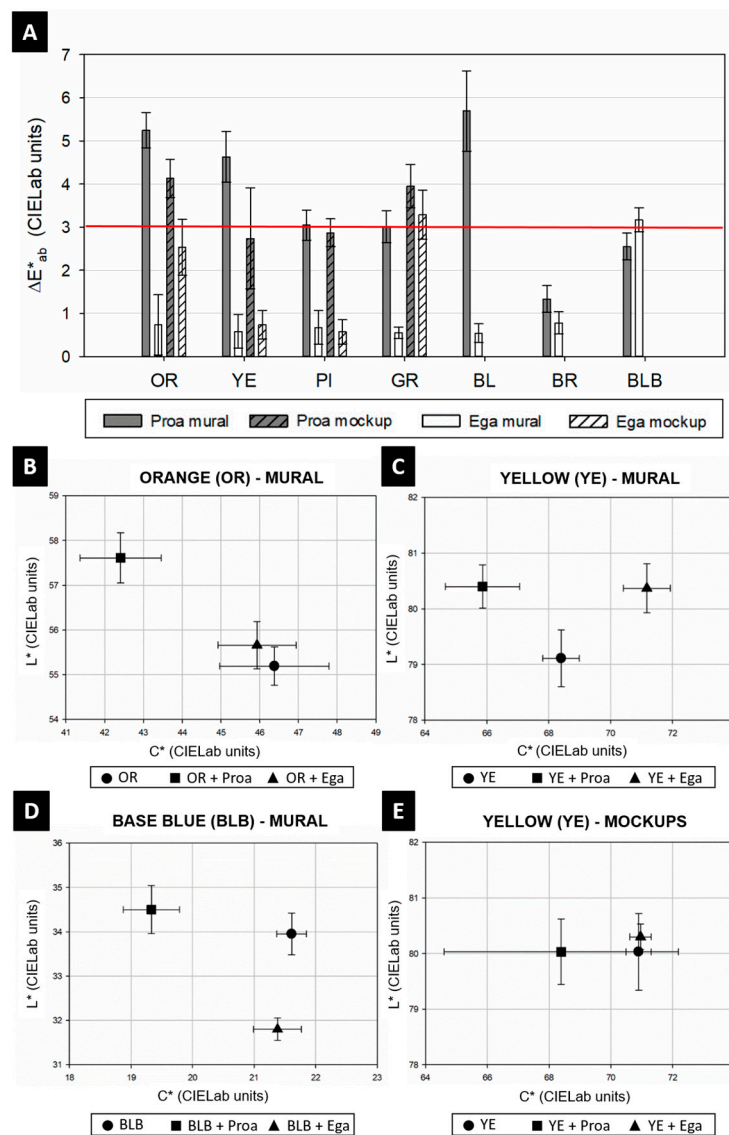 A
7
6
5
4
3
2
1
0
ΔE*ab (CIELab units)
OR YE PI GR BL BR BLB
Proa mural Proa mockup Ega mural Ega mockup
B
ORANGE (OR) - MURAL
59
58
57
56
55
54
L* (CIELab units)
41 42 43 44 45 46 47 48 49
C* (CIELab units)
OR OR + Proa OR + Ega
C
YELLOW (YE) - MURAL
82
81
80
79
78
L* (CIELab units)
64 66 68 70 72
C* (CIELab units)
YE YE + Proa YE + Ega
D
BASE BLUE (BLB) - MURAL
36
35
34
33
32
31
L* (CIELab units)
18 19 20 21 22 23
C* (CIELab units)
BLB BLB + Proa BLB + Ega
E
YELLOW (YE) - MOCKUPS
82
81
80
79
78
L* (CIELab units)
64 66 68 70 72
C* (CIELab units)
YE YE + Proa YE + Ega